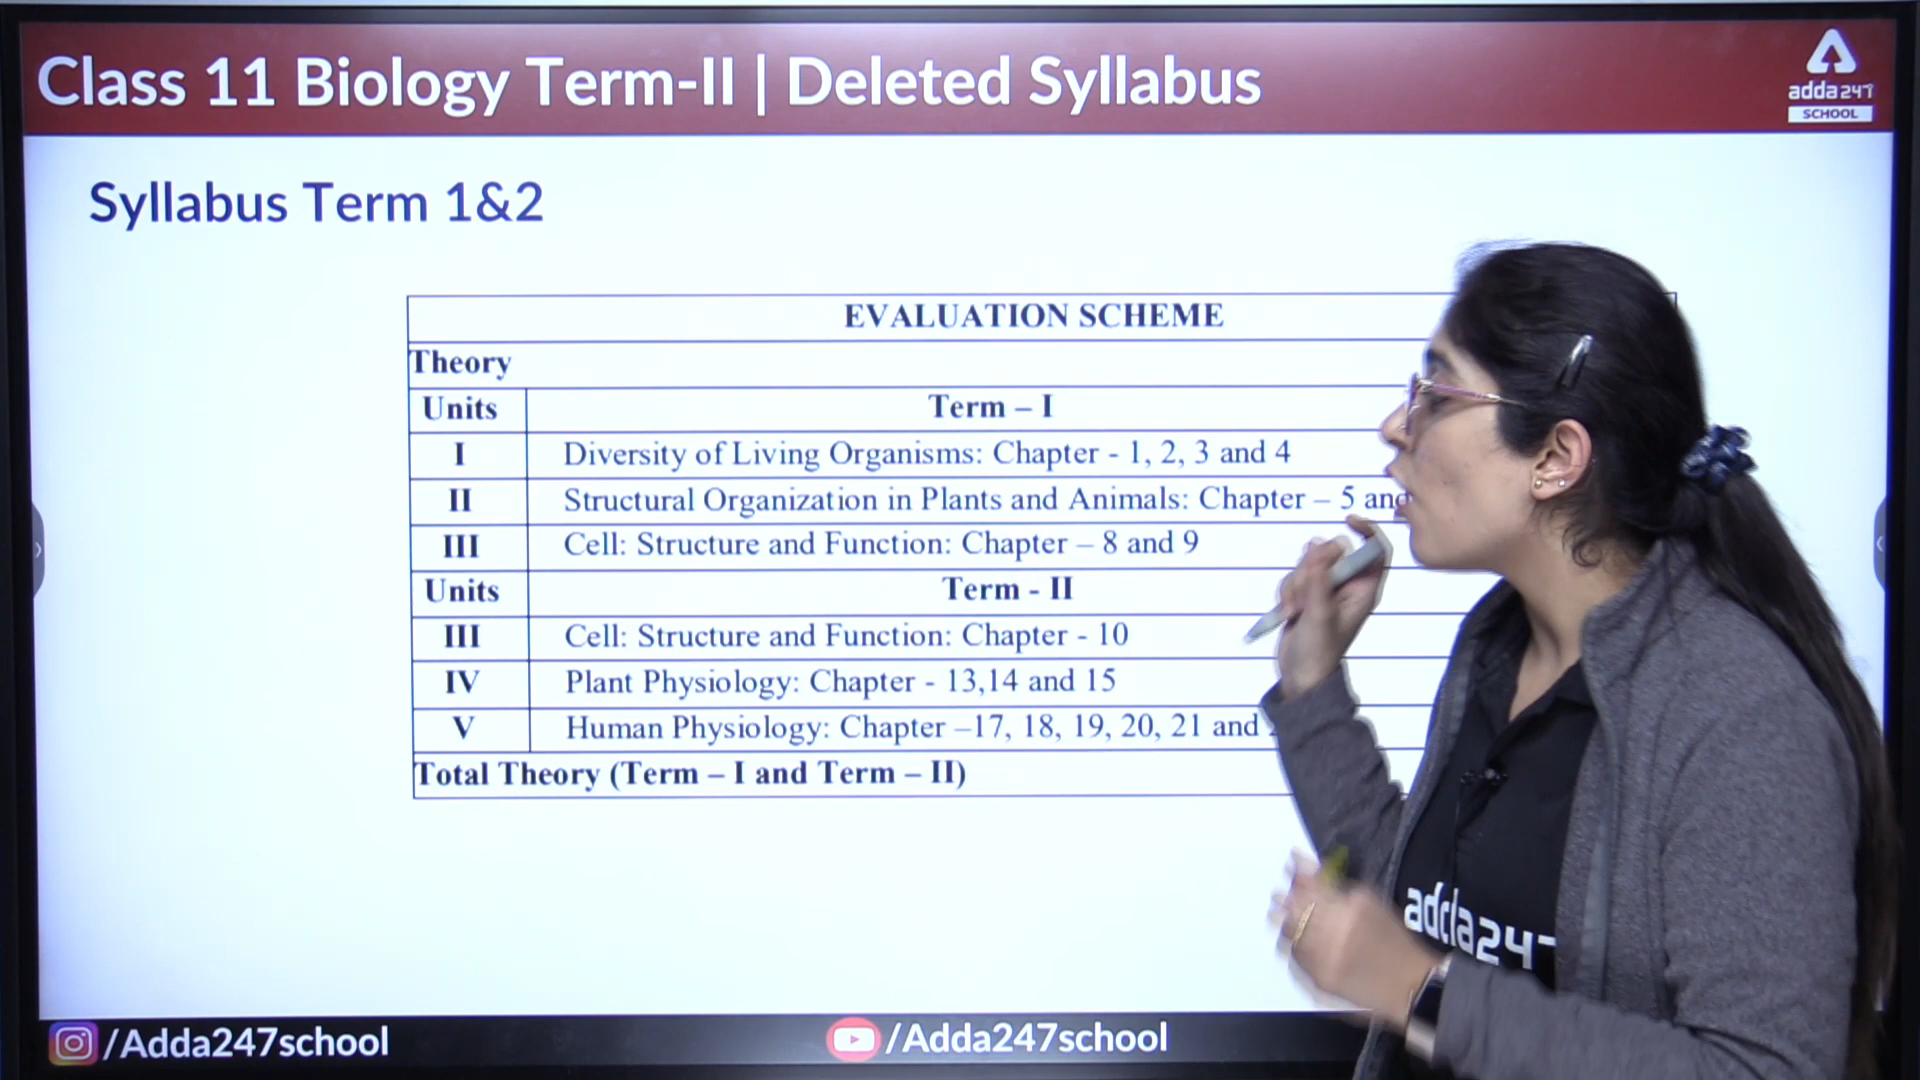 Class 11 Biology Term-II | Deleted Syllabus
adda247
SCHOOL
Syllabus Term 1&2
EVALUATION SCHEME
Theory
Units Term – I
I Diversity of Living Organisms: Chapter - 1, 2, 3 and 4
II Structural Organization in Plants and Animals: Chapter – 5 and
III Cell: Structure and Function: Chapter – 8 and 9
Units Term - II
III Cell: Structure and Function: Chapter - 10
IV Plant Physiology: Chapter - 13,14 and 15
V Human Physiology: Chapter –17, 18, 19, 20, 21 and
Total Theory (Term – I and Term – II)
adda247
/Adda247school
/Adda247school